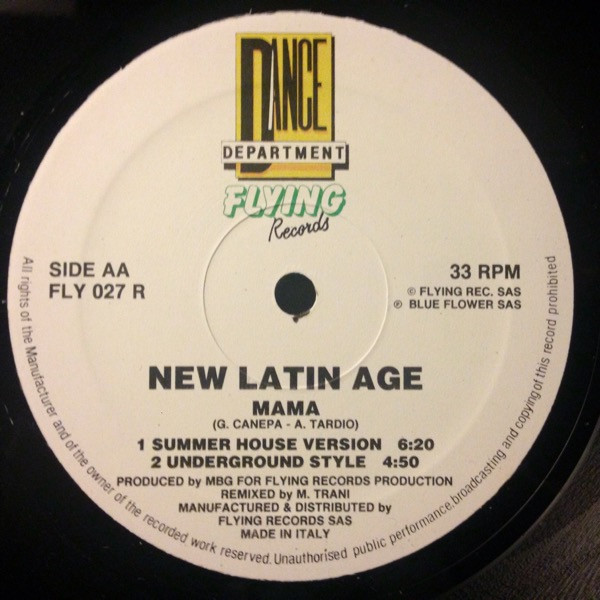 DANCE
DEPARTMENT
FLYING
Records
SIDE AA
FLY 027 R
33 RPM
© FLYING REC. SAS
℗ BLUE FLOWER SAS
NEW LATIN AGE
MAMA
(G. CANEPA - A. TARDIO)
1 SUMMER HOUSE VERSION 6:20
2 UNDERGROUND STYLE 4:50
PRODUCED by MBG FOR FLYING RECORDS PRODUCTION
REMIXED by M. TRANI
MANUFACTURED & DISTRIBUTED by
FLYING RECORDS SAS
MADE IN ITALY
All rights of the Manufacturer and of the owner of the recorded work reserved. Unauthorised public performance, broadcasting and copying of this record prohibited